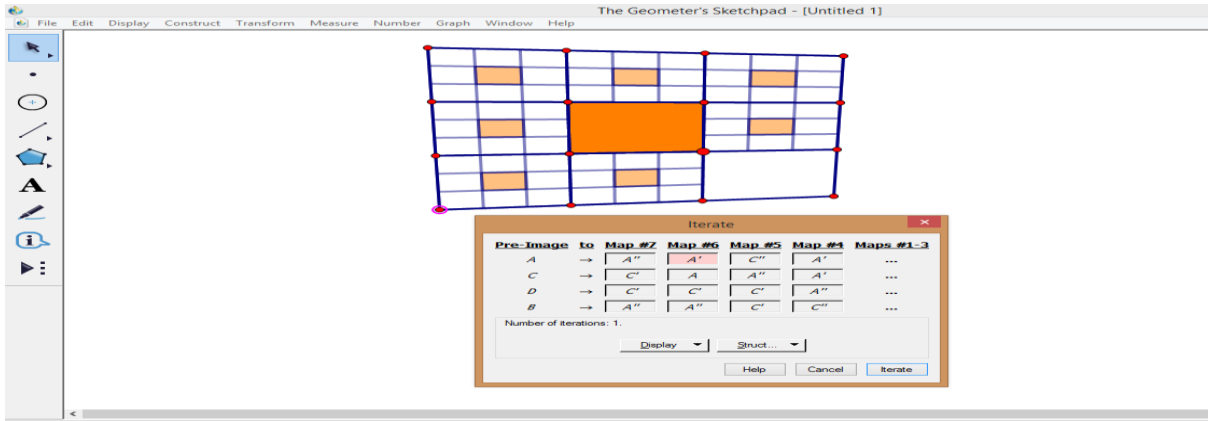 The Geometer's Sketchpad - [Untitled 1]
File Edit Display Construct Transform Measure Number Graph Window Help
A
Iterate
Pre-Image to Map #7 Map #6 Map #5 Map #4 Maps #1-3
A → A'' A' C'' A' ...
C → C' A A'' A' ...
D → C' C' C' A'' ...
B → A'' A'' C' C'' ...
Number of iterations: 1.
Display Struct...
Help Cancel Iterate